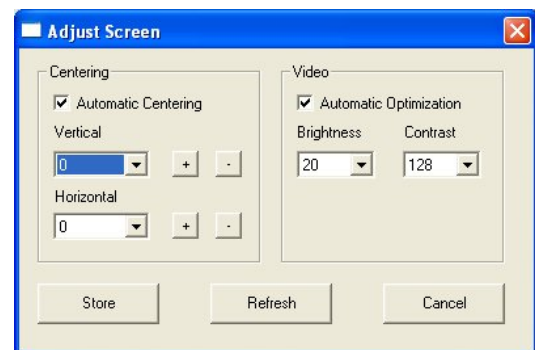 Adjust Screen
Centering
Automatic Centering
Vertical
0 + -
Horizontal
0 + -
Video
Automatic Optimization
Brightness Contrast
20 128
Store Refresh Cancel